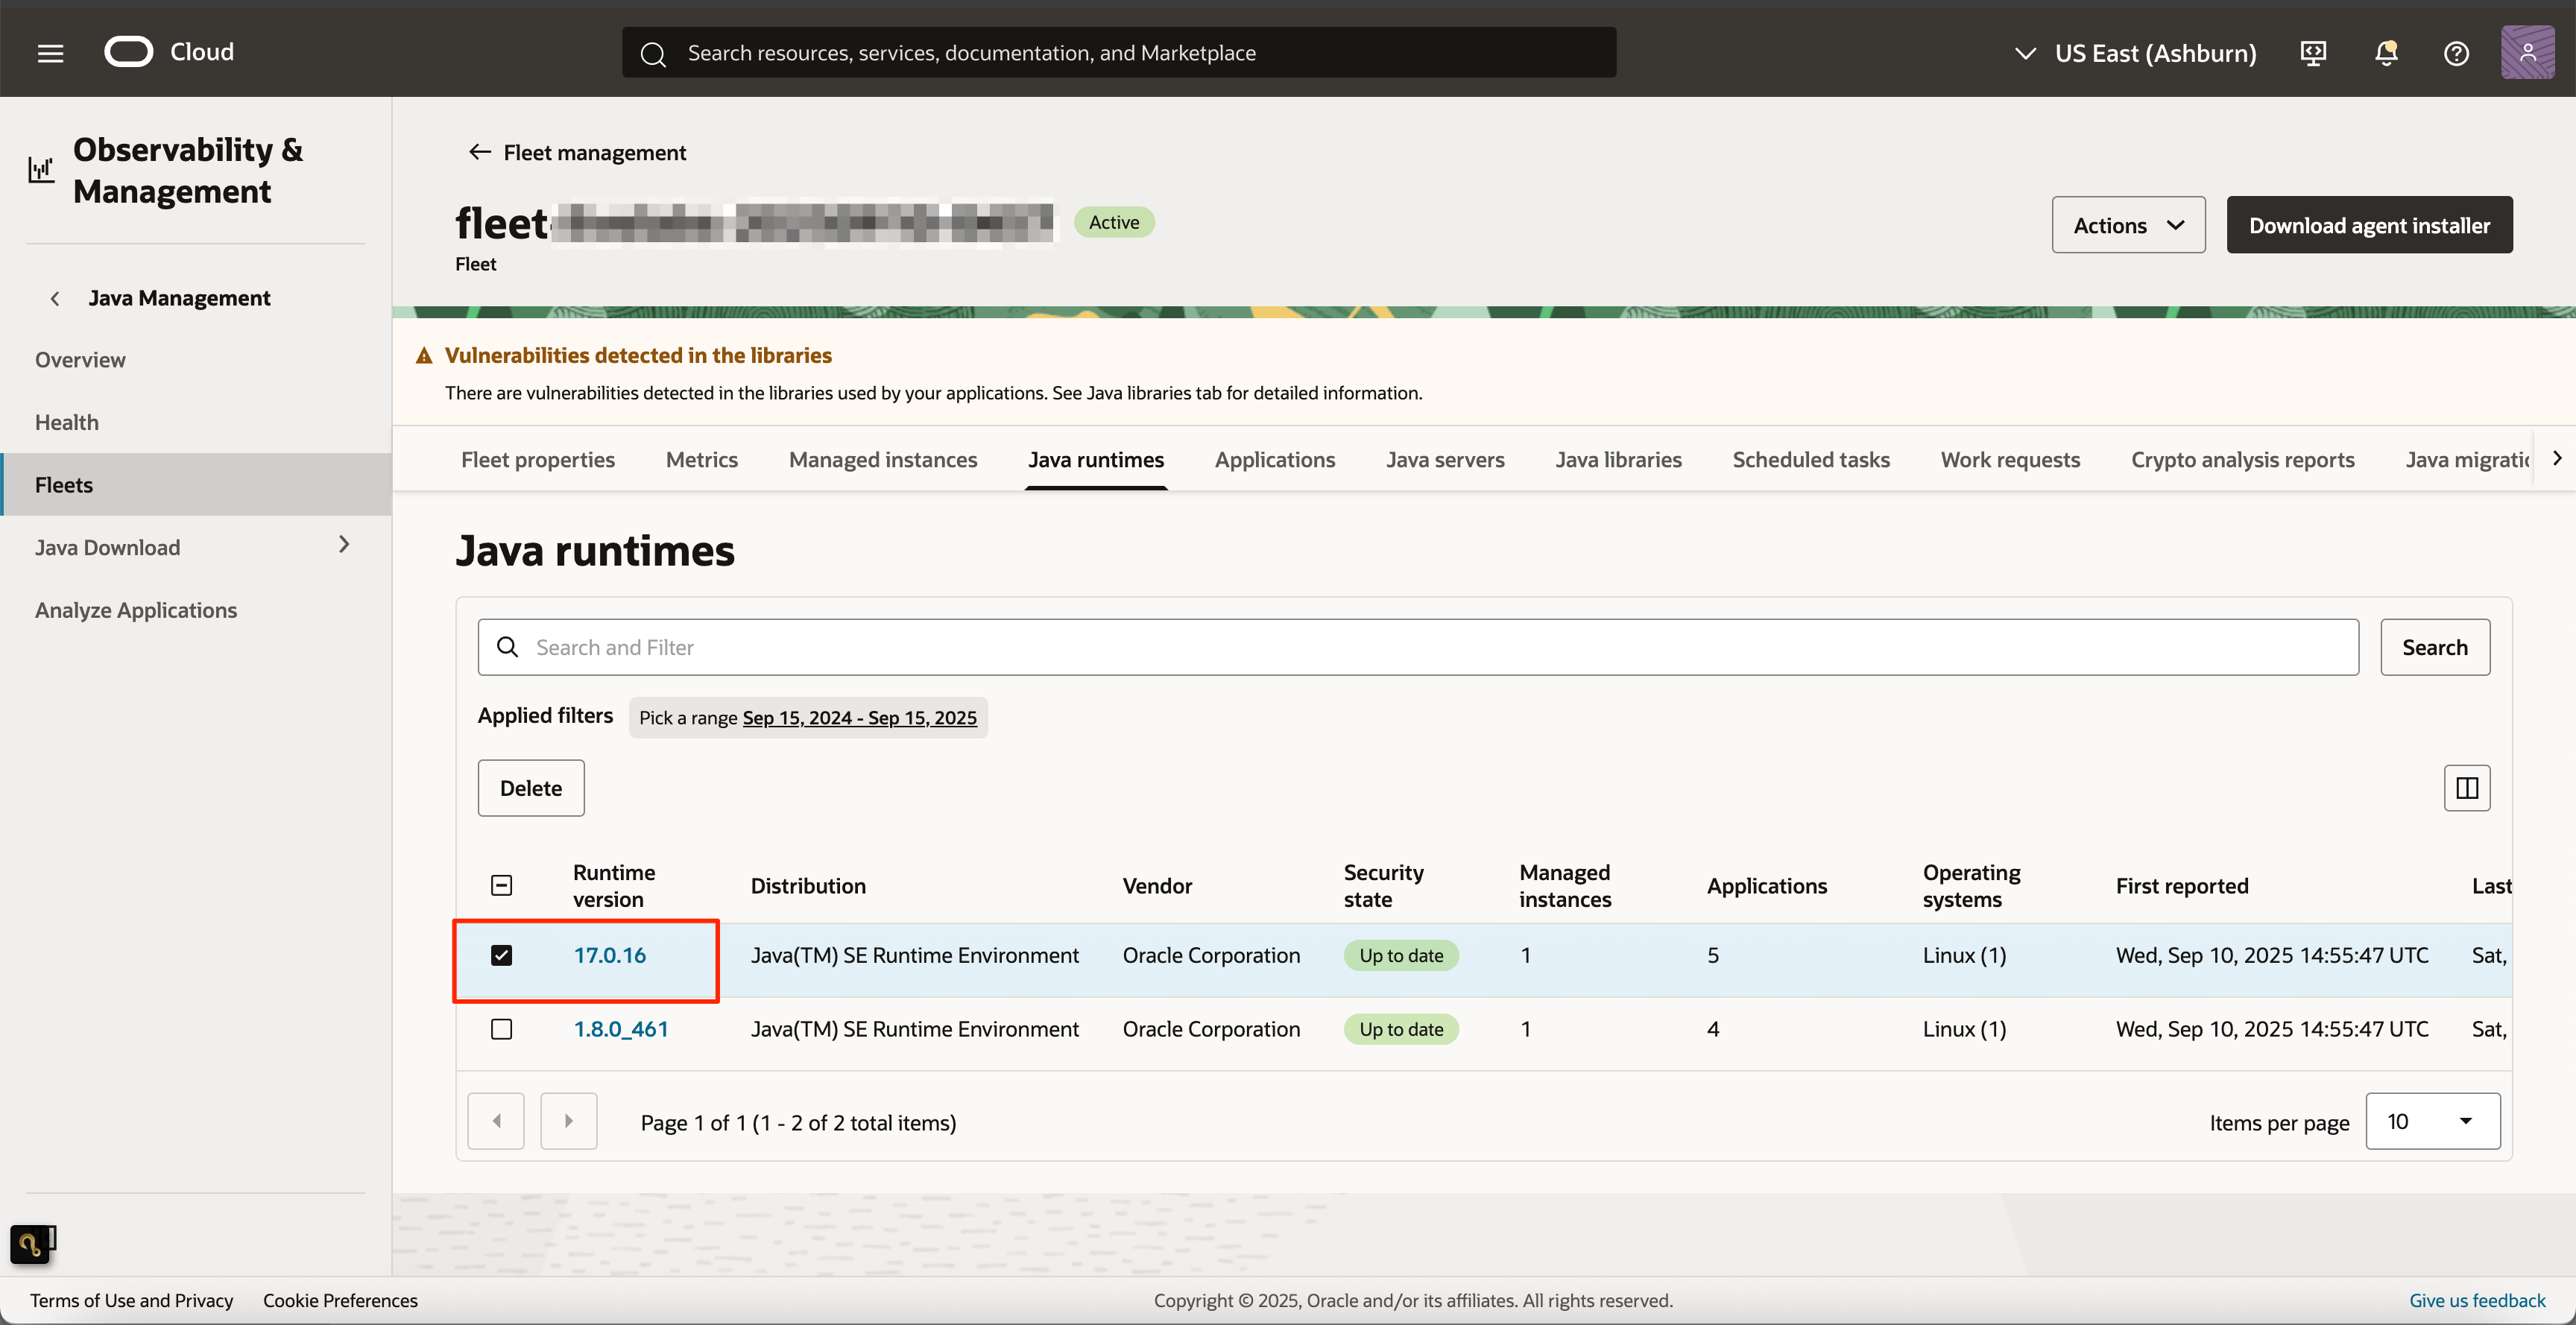 Cloud
Search resources, services, documentation, and Marketplace
US East (Ashburn)
Observability &
Management
Java Management
Overview
Health
Fleets
Java Download
Analyze Applications
Fleet management
fleet-
Active
Fleet
Actions
Download agent installer
Vulnerabilities detected in the libraries
There are vulnerabilities detected in the libraries used by your applications. See Java libraries tab for detailed information.
Fleet properties Metrics Managed instances Java runtimes Applications Java servers Java libraries Scheduled tasks Work requests Crypto analysis reports Java migratio
Java runtimes
Search and Filter
Search
Applied filters Pick a range Sep 15, 2024 - Sep 15, 2025
Delete
Runtime version Distribution Vendor Security state Managed instances Applications Operating systems First reported Last
17.0.16 Java(TM) SE Runtime Environment Oracle Corporation Up to date 1 5 Linux (1) Wed, Sep 10, 2025 14:55:47 UTC Sat,
1.8.0_461 Java(TM) SE Runtime Environment Oracle Corporation Up to date 1 4 Linux (1) Wed, Sep 10, 2025 14:55:47 UTC Sat,
Page 1 of 1 (1 - 2 of 2 total items)
Items per page 10
Terms of Use and Privacy Cookie Preferences
Copyright © 2025, Oracle and/or its affiliates. All rights reserved.
Give us feedback